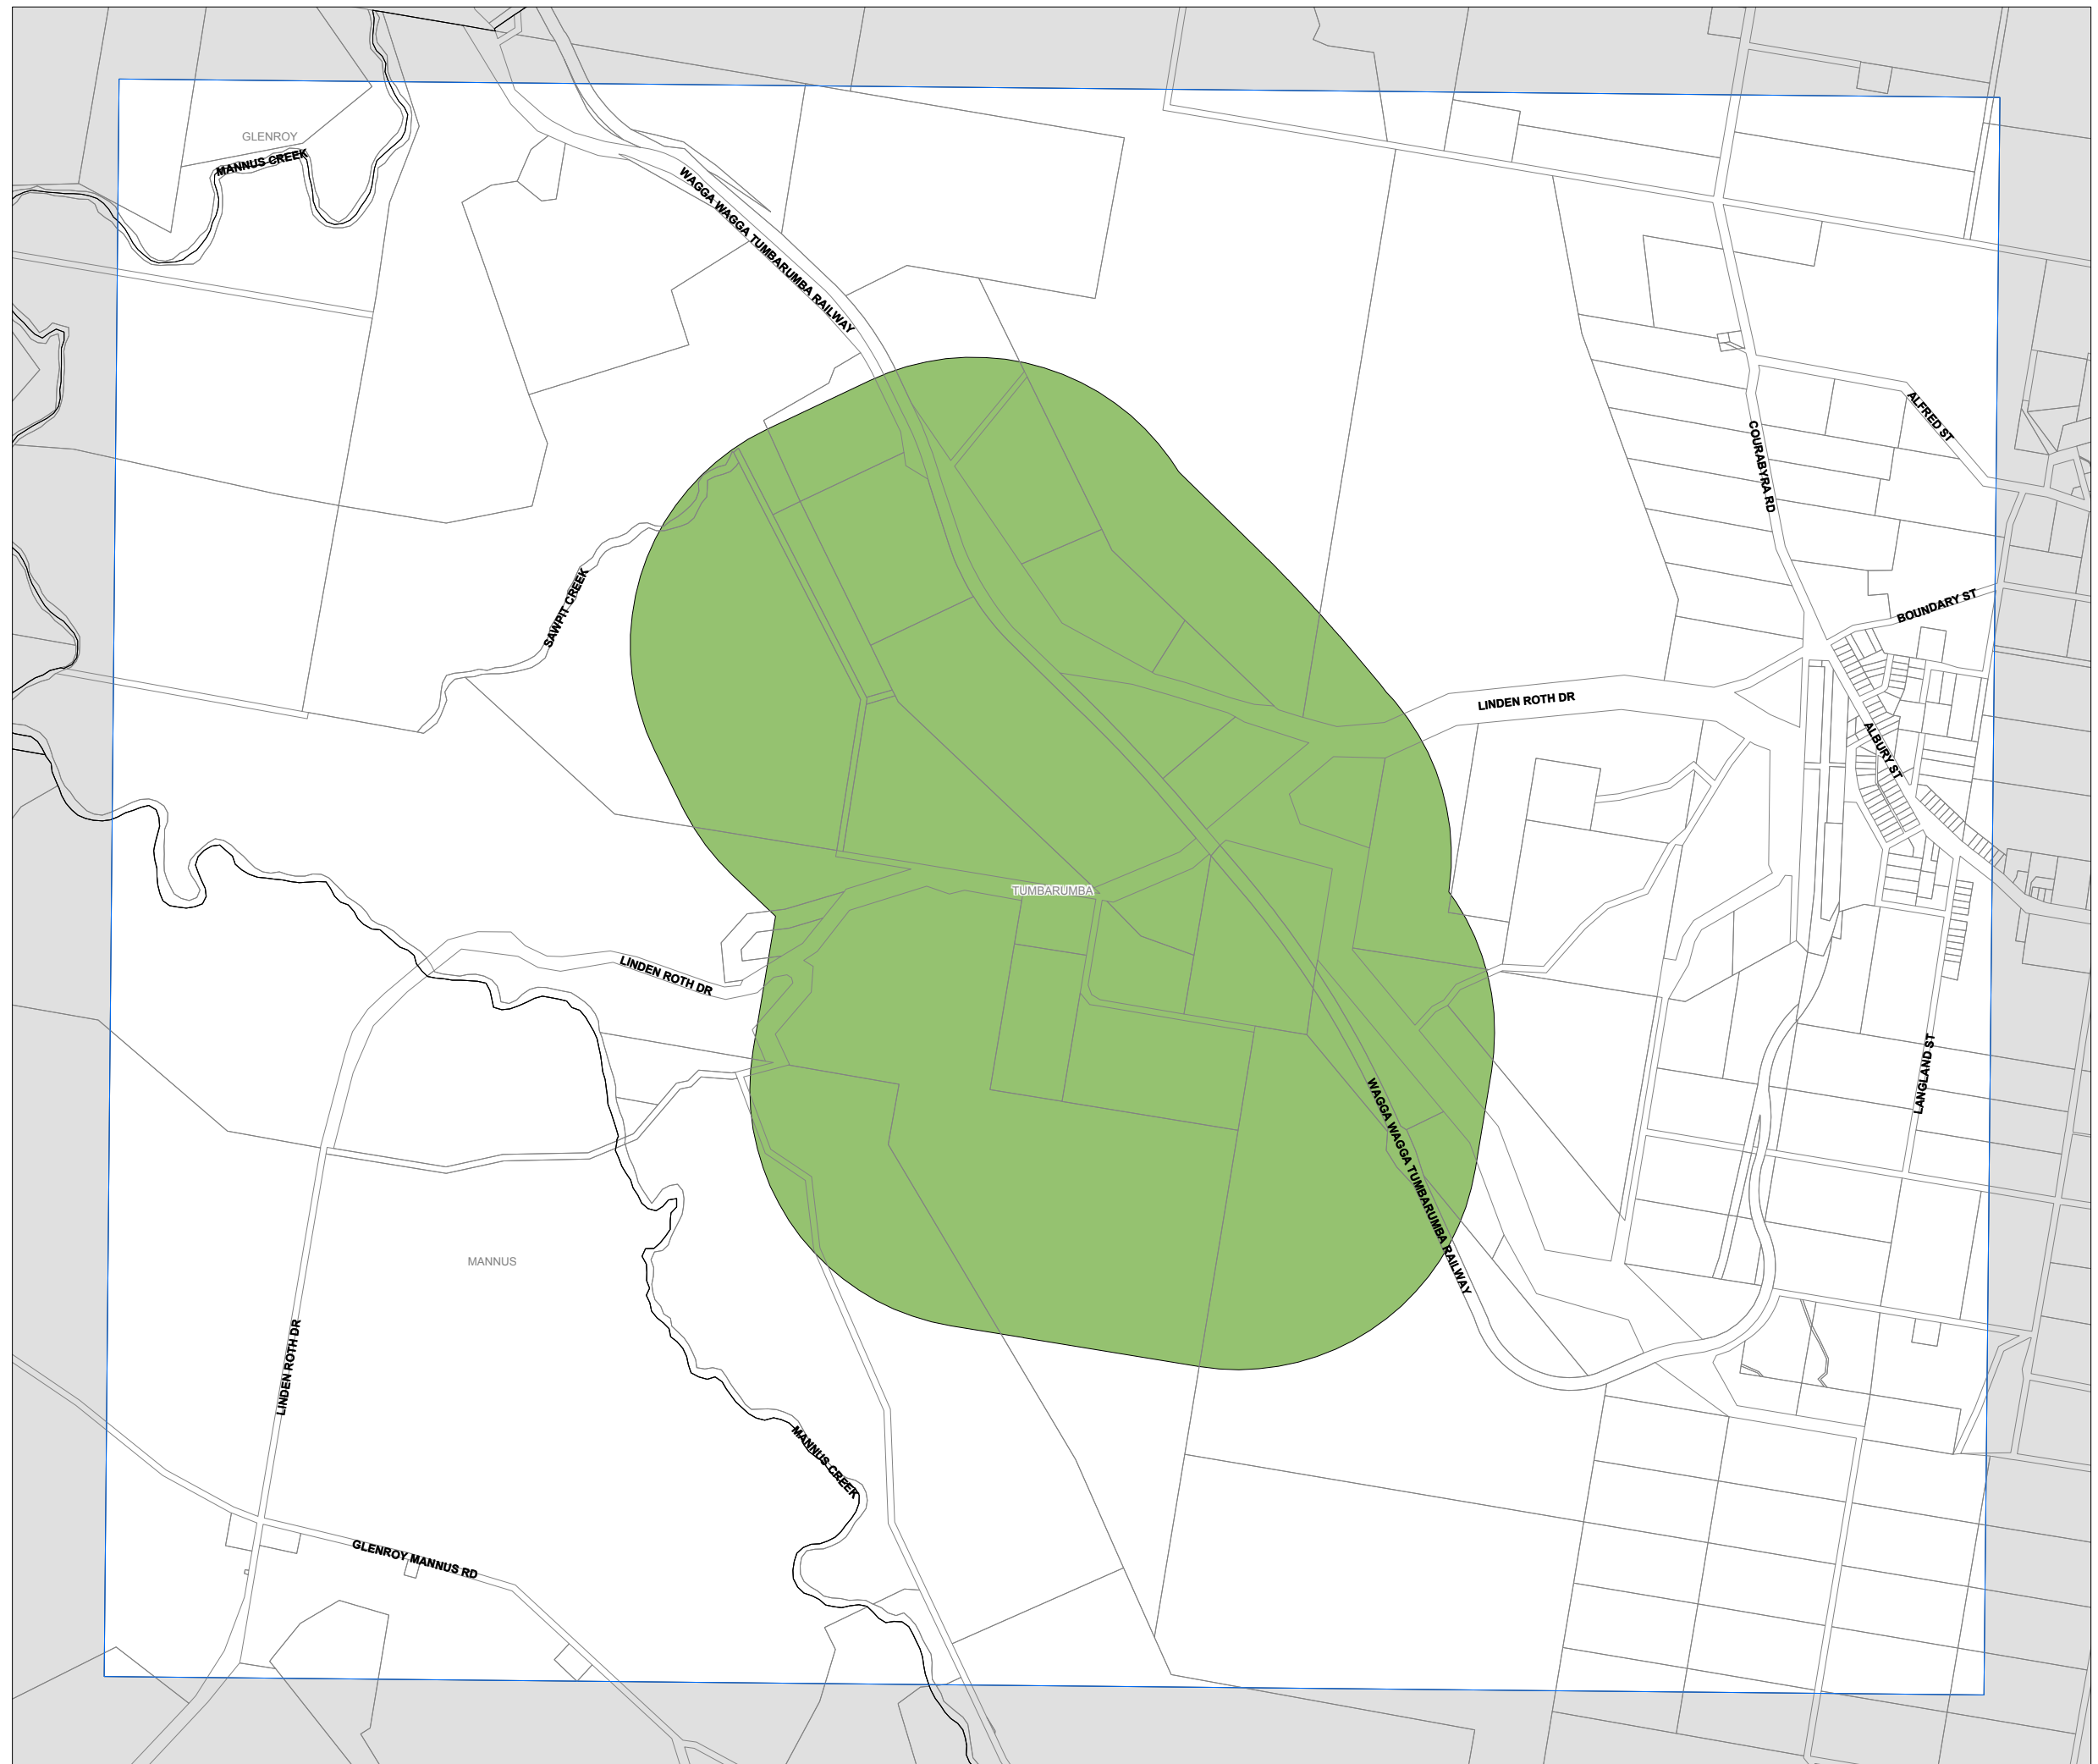 GLENROY
MANNUS CREEK
WAGGA WAGGA TUMBARUMBA RAILWAY
ALFRED ST
COURABYRA RD
SAWPIT CREEK
BOUNDARY ST
LINDEN ROTH DR
ALBURY ST
TUMBARUMBA
LINDEN ROTH DR
LANGLAND ST
WAGGA WAGGA TUMBARUMBA RAILWAY
MANNUS
LINDEN ROTH DR
MANNUS CREEK
GLENROY MANNUS RD